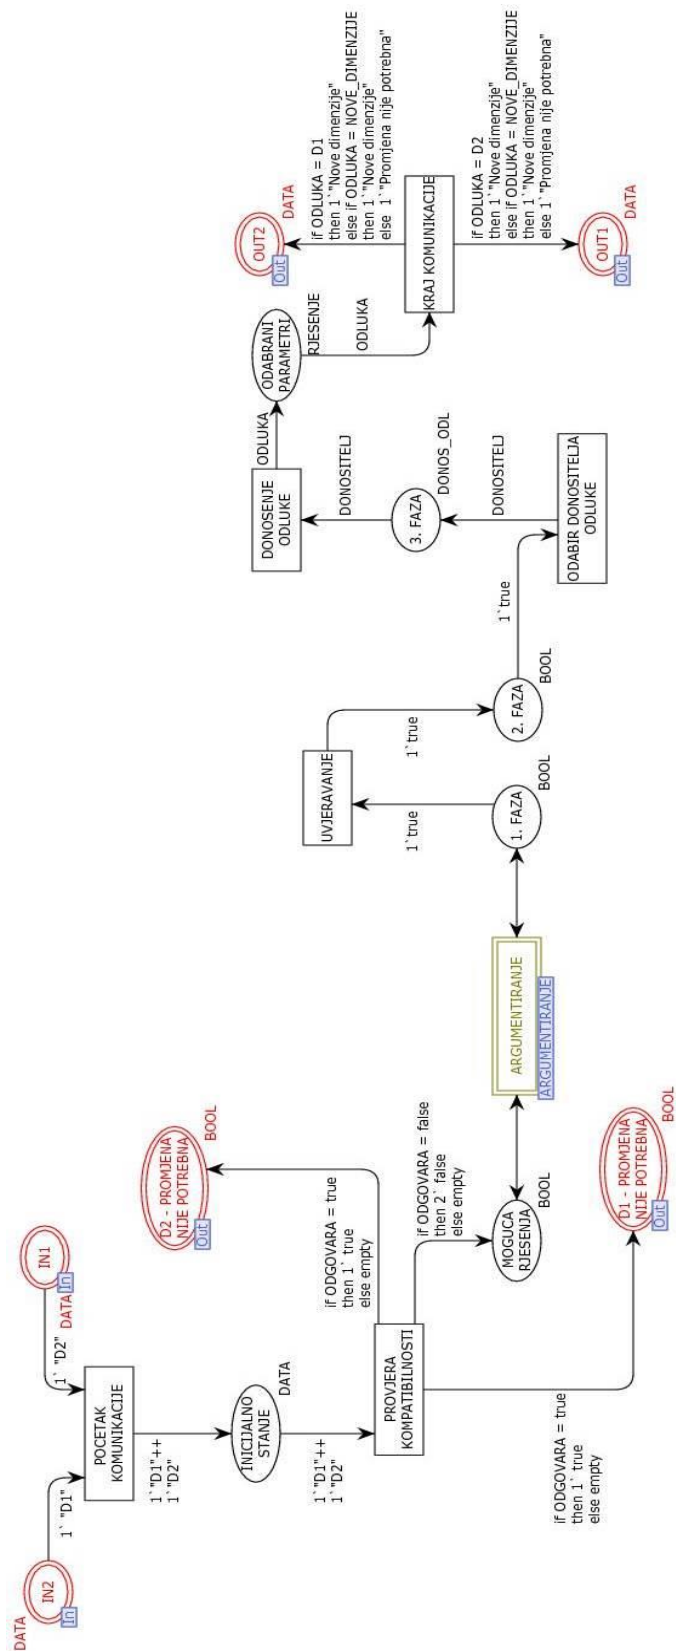 DATA
IN2
In
1` "D1"
IN1
In
DATA
1` "D2"
POCETAK
KOMUNIKACIJE
1`"D1"++
1`"D2"
INICIJALNO
STANJE
DATA
1`"D1"++
1`"D2"
PROVJERA
KOMPATIBILNOSTI
if ODGOVARA = true
then 1` true
else empty
D2 - PROMJENA
NIJE POTREBNA
Out
BOOL
if ODGOVARA = false
then 2` false
else empty
MOGUCA
RJESENJA
BOOL
if ODGOVARA = true
then 1` true
else empty
D1 - PROMJENA
NIJE POTREBNA
Out
BOOL
ARGUMENTIRANJE
ARGUMENTIRANJE
1. FAZA
BOOL
1`true
UVJERAVANJE
1`true
2. FAZA
BOOL
1`true
ODABIR DONOSITELJA
ODLUKE
DONOSITELJ
3. FAZA
DONOS_ODL
DONOSITELJ
DONOSENJE
ODLUKE
ODLUKA
ODABRANI
PARAMETRI
RJESENJE
ODLUKA
KRAJ KOMUNIKACIJE
if ODLUKA = D1
then 1`"Nove dimenzije"
else if ODLUKA = NOVE_DIMENZIJE
then 1`"Nove dimenzije"
else 1`"Promjena nije potrebna"
OUT2
Out
DATA
if ODLUKA = D2
then 1`"Nove dimenzije"
else if ODLUKA = NOVE_DIMENZIJE
then 1`"Nove dimenzije"
else 1`"Promjena nije potrebna"
OUT1
Out
DATA